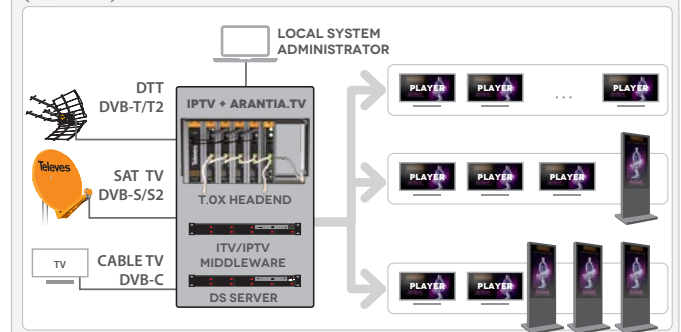 LOCAL SYSTEM
ADMINISTRATOR
DTT
DVB-T/T2
IPTV + ARANTIA.TV
PLAYER
PLAYER
...
PLAYER
Televes
SAT TV
DVB-S/S2
T.0X HEADEND
PLAYER
PLAYER
PLAYER
ITV/IPTV
MIDDLEWARE
TV
CABLE TV
DVB-C
DS SERVER
PLAYER
PLAYER